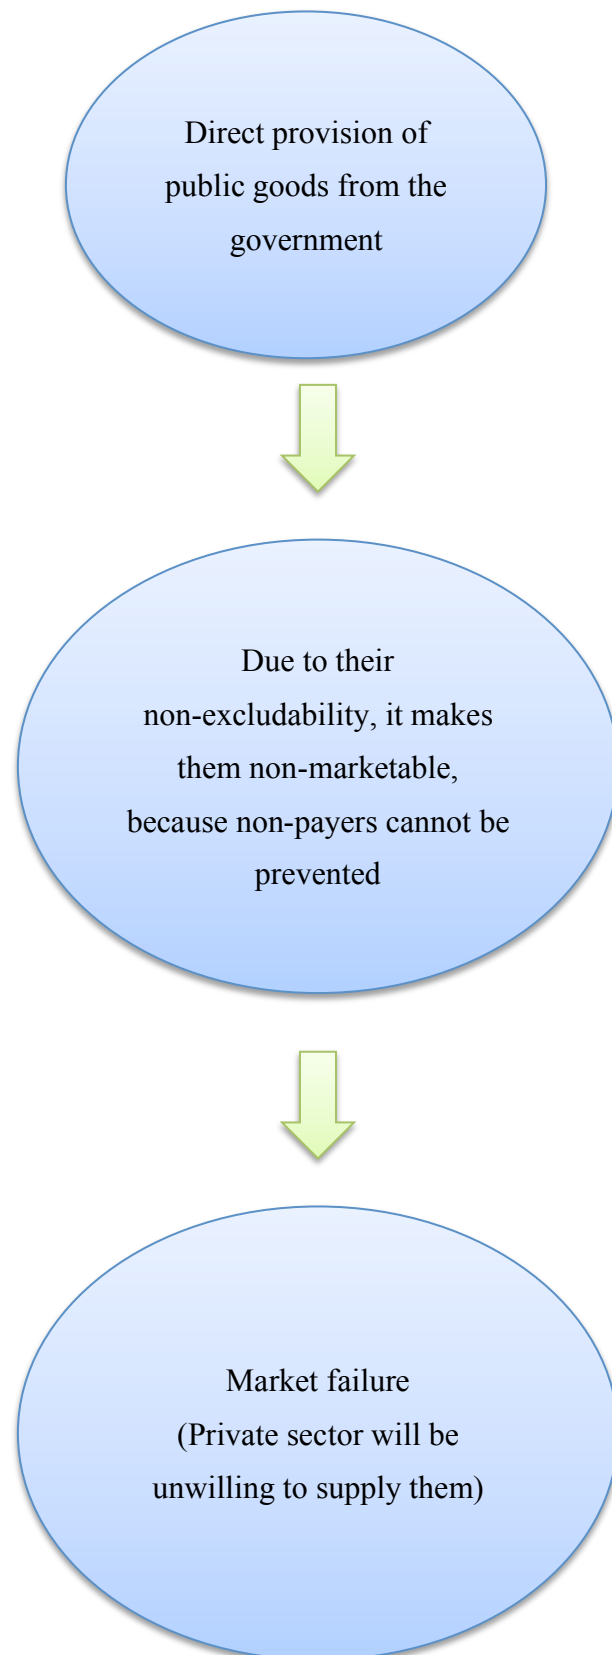 Direct provision of
public goods from the
government
Due to their
non-excludability, it makes
them non-marketable,
because non-payers cannot be
prevented
Market failure
(Private sector will be
unwilling to supply them)